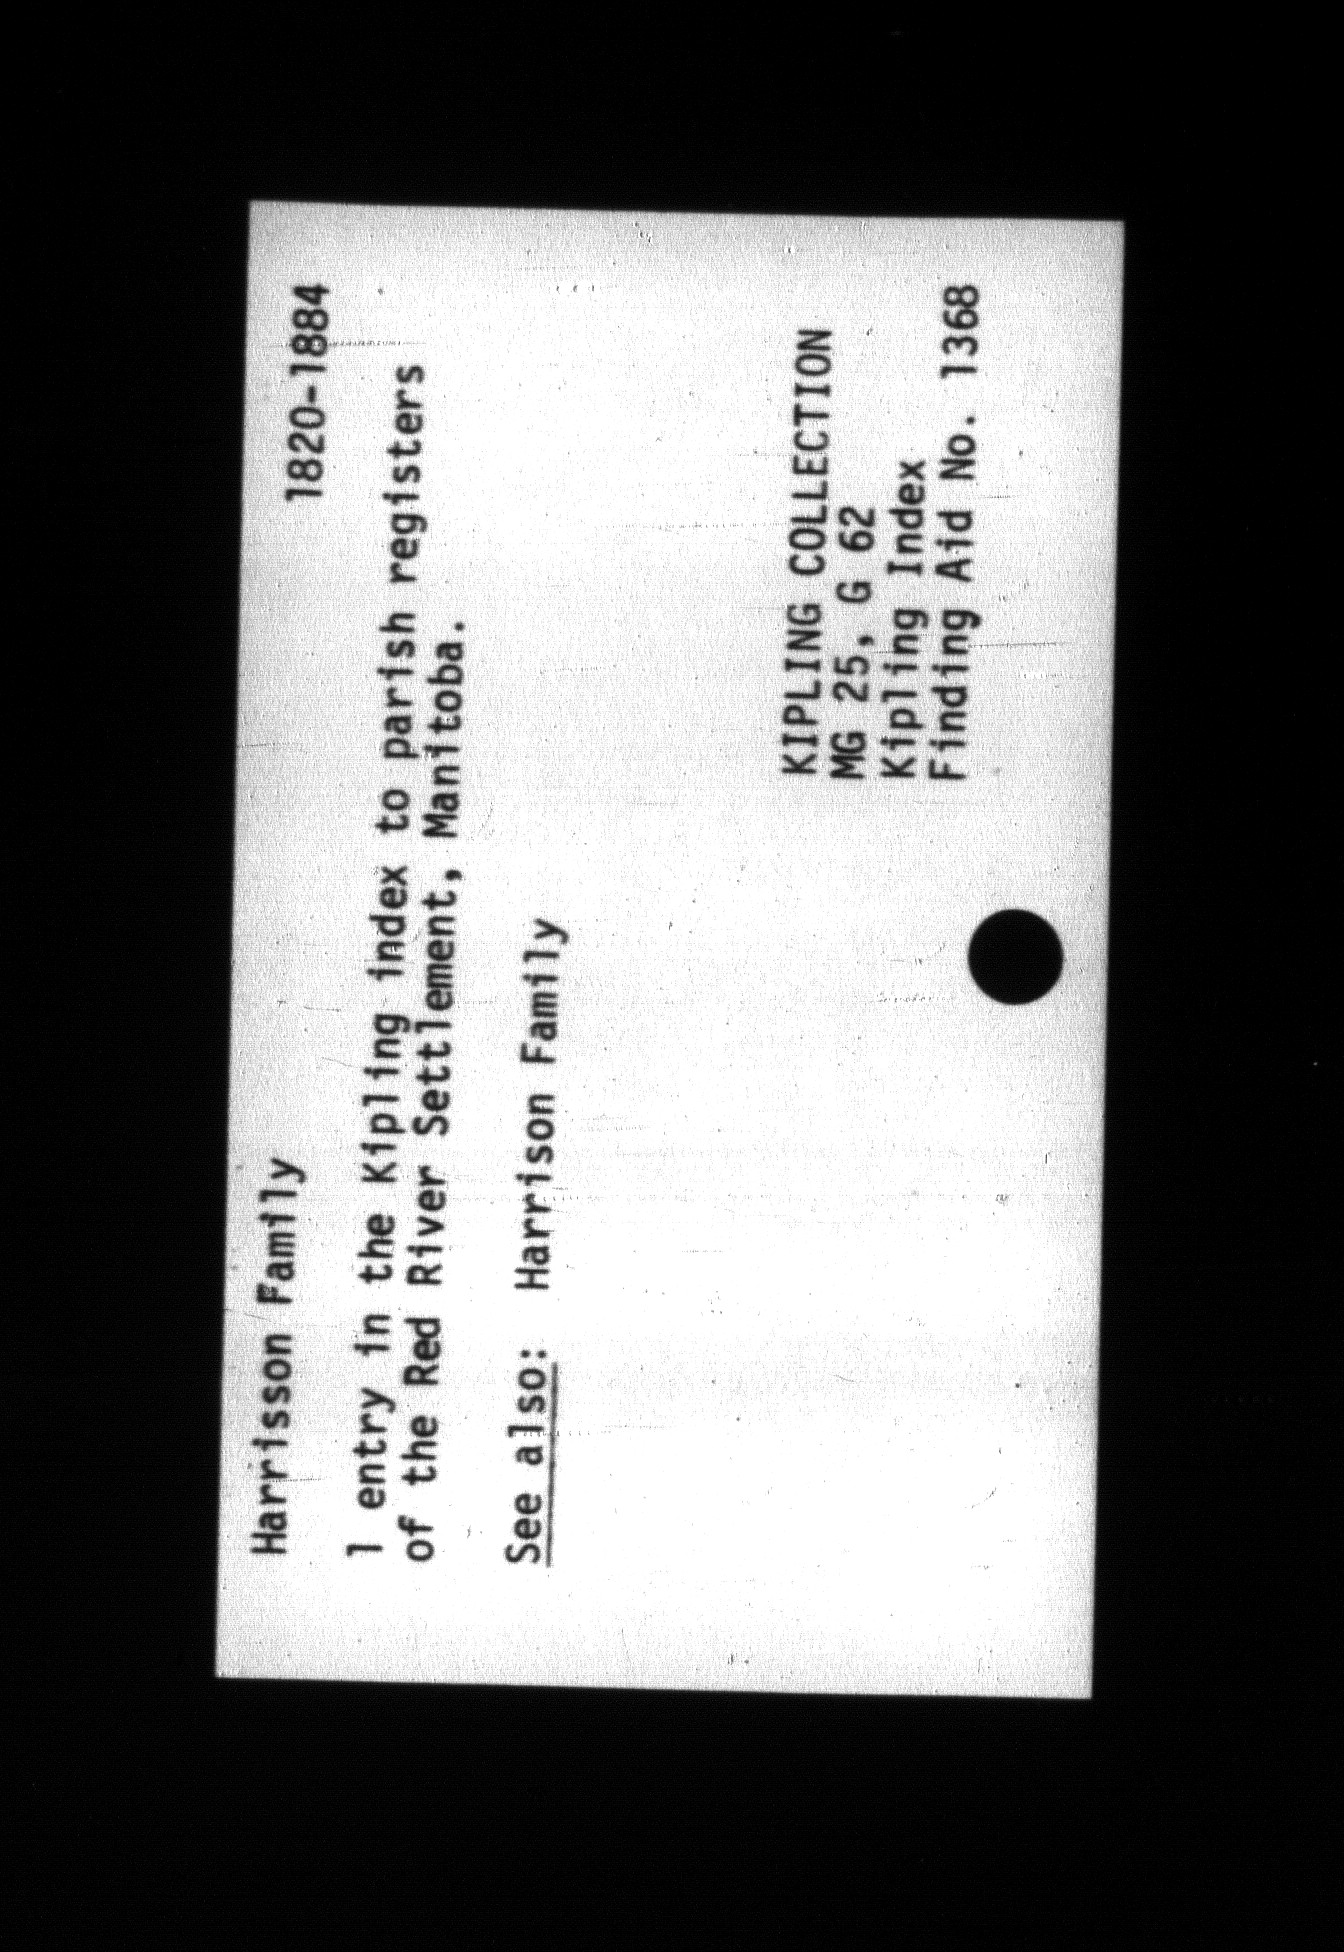 Harrisson Family 1820-1884
1 entry in the Kipling index to parish registers
of the Red River Settlement, Manitoba.
See also: Harrison Family
KIPLING COLLECTION
MG 25, G 62
Kipling Index
Finding Aid No. 1368